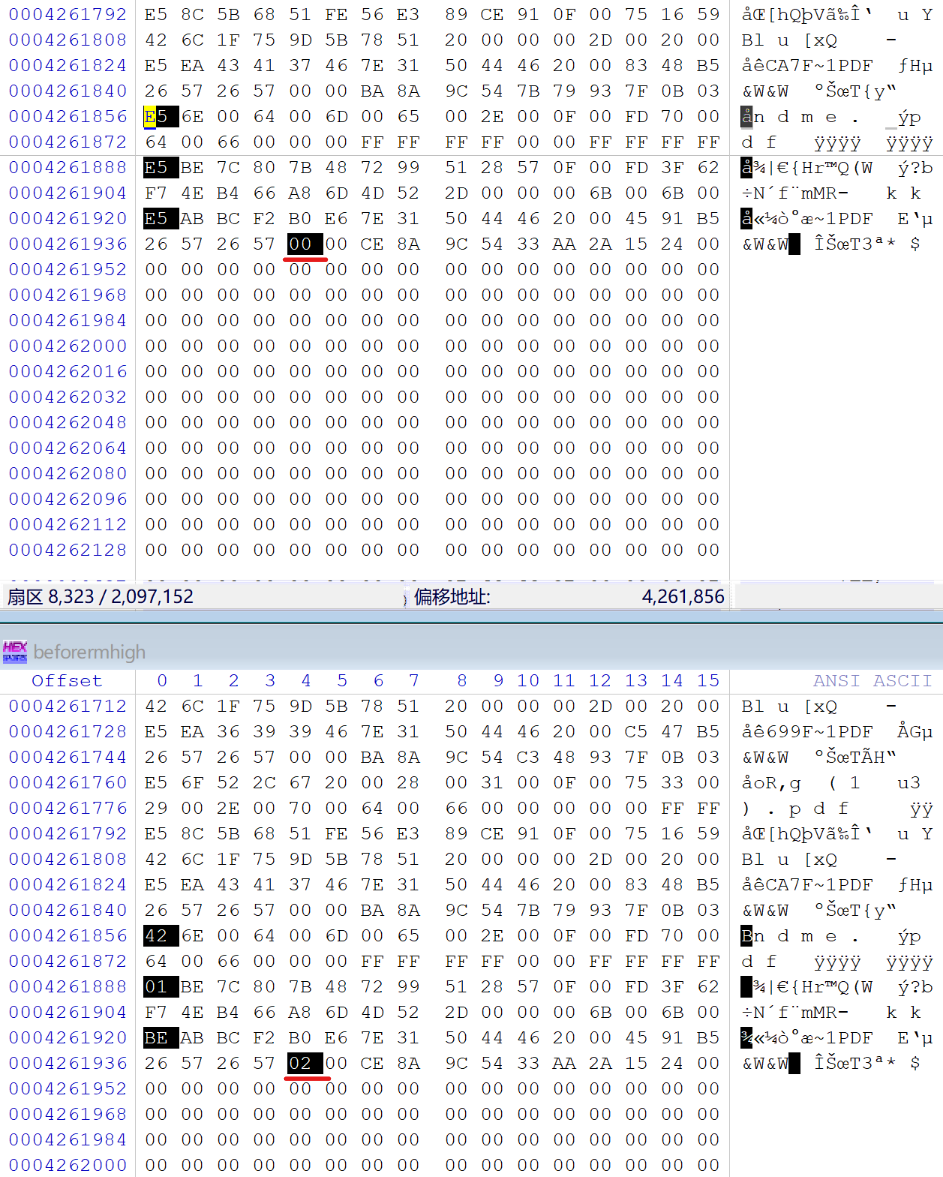 0004261792 E5 8C 5B 68 51 FE 56 E3 89 CE 91 0F 00 75 16 59 åŒ[hQþVã‰Î‘ u Y
0004261808 42 6C 1F 75 9D 5B 78 51 20 00 00 00 2D 00 20 00 Bl u [xQ -
0004261824 E5 EA 43 41 37 46 7E 31 50 44 46 20 00 83 48 B5 åêCA7F~1PDF ƒHµ
0004261840 26 57 26 57 00 00 BA 8A 9C 54 7B 79 93 7F 0B 03 &W&W ºŠœT{y“
0004261856 E5 6E 00 64 00 6D 00 65 00 2E 00 0F 00 FD 70 00 ån d m e . _ýp
0004261872 64 00 66 00 00 00 FF FF FF FF 00 00 FF FF FF FF d f ÿÿÿÿ ÿÿÿÿ
0004261888 E5 BE 7C 80 7B 48 72 99 51 28 57 0F 00 FD 3F 62 å¾|€{Hr™Q(W ý?b
0004261904 F7 4E B4 66 A8 6D 4D 52 2D 00 00 00 6B 00 6B 00 ÷N´f¨mMR- k k
0004261920 E5 AB BC F2 B0 E6 7E 31 50 44 46 20 00 45 91 B5 å«¼ò°æ~1PDF E‘µ
0004261936 26 57 26 57 00 00 CE 8A 9C 54 33 AA 2A 15 24 00 &W&W ÎŠœT3ª* $
0004261952 00 00 00 00 00 00 00 00 00 00 00 00 00 00 00 00
0004261968 00 00 00 00 00 00 00 00 00 00 00 00 00 00 00 00
0004261984 00 00 00 00 00 00 00 00 00 00 00 00 00 00 00 00
0004262000 00 00 00 00 00 00 00 00 00 00 00 00 00 00 00 00
0004262016 00 00 00 00 00 00 00 00 00 00 00 00 00 00 00 00
0004262032 00 00 00 00 00 00 00 00 00 00 00 00 00 00 00 00
0004262048 00 00 00 00 00 00 00 00 00 00 00 00 00 00 00 00
0004262064 00 00 00 00 00 00 00 00 00 00 00 00 00 00 00 00
0004262080 00 00 00 00 00 00 00 00 00 00 00 00 00 00 00 00
0004262096 00 00 00 00 00 00 00 00 00 00 00 00 00 00 00 00
0004262112 00 00 00 00 00 00 00 00 00 00 00 00 00 00 00 00
0004262128 00 00 00 00 00 00 00 00 00 00 00 00 00 00 00 00
扇区 8,323 / 2,097,152 偏移地址: 4,261,856
HEX beforermhigh
Offset 0 1 2 3 4 5 6 7 8 9 10 11 12 13 14 15 ANSI ASCII
0004261712 42 6C 1F 75 9D 5B 78 51 20 00 00 00 2D 00 20 00 Bl u [xQ -
0004261728 E5 EA 36 39 39 46 7E 31 50 44 46 20 00 C5 47 B5 åê699F~1PDF ÅGµ
0004261744 26 57 26 57 00 00 BA 8A 9C 54 C3 48 93 7F 0B 03 &W&W ºŠœTÃH“
0004261760 E5 6F 52 2C 67 20 00 28 00 31 00 0F 00 75 33 00 åoR,g ( 1 u3
0004261776 29 00 2E 00 70 00 64 00 66 00 00 00 00 00 FF FF ) . p d f ÿÿ
0004261792 E5 8C 5B 68 51 FE 56 E3 89 CE 91 0F 00 75 16 59 åŒ[hQþVã‰Î‘ u Y
0004261808 42 6C 1F 75 9D 5B 78 51 20 00 00 00 2D 00 20 00 Bl u [xQ -
0004261824 E5 EA 43 41 37 46 7E 31 50 44 46 20 00 83 48 B5 åêCA7F~1PDF ƒHµ
0004261840 26 57 26 57 00 00 BA 8A 9C 54 7B 79 93 7F 0B 03 &W&W ºŠœT{y“
0004261856 42 6E 00 64 00 6D 00 65 00 2E 00 0F 00 FD 70 00 Bn d m e . ýp
0004261872 64 00 66 00 00 00 FF FF FF FF 00 00 FF FF FF FF d f ÿÿÿÿ ÿÿÿÿ
0004261888 01 BE 7C 80 7B 48 72 99 51 28 57 0F 00 FD 3F 62 ¾|€{Hr™Q(W ý?b
0004261904 F7 4E B4 66 A8 6D 4D 52 2D 00 00 00 6B 00 6B 00 ÷N´f¨mMR- k k
0004261920 BE AB BC F2 B0 E6 7E 31 50 44 46 20 00 45 91 B5 ¾«¼ò°æ~1PDF E‘µ
0004261936 26 57 26 57 02 00 CE 8A 9C 54 33 AA 2A 15 24 00 &W&W ÎŠœT3ª* $
0004261952 00 00 00 00 00 00 00 00 00 00 00 00 00 00 00 00
0004261968 00 00 00 00 00 00 00 00 00 00 00 00 00 00 00 00
0004261984 00 00 00 00 00 00 00 00 00 00 00 00 00 00 00 00
0004262000 00 00 00 00 00 00 00 00 00 00 00 00 00 00 00 00